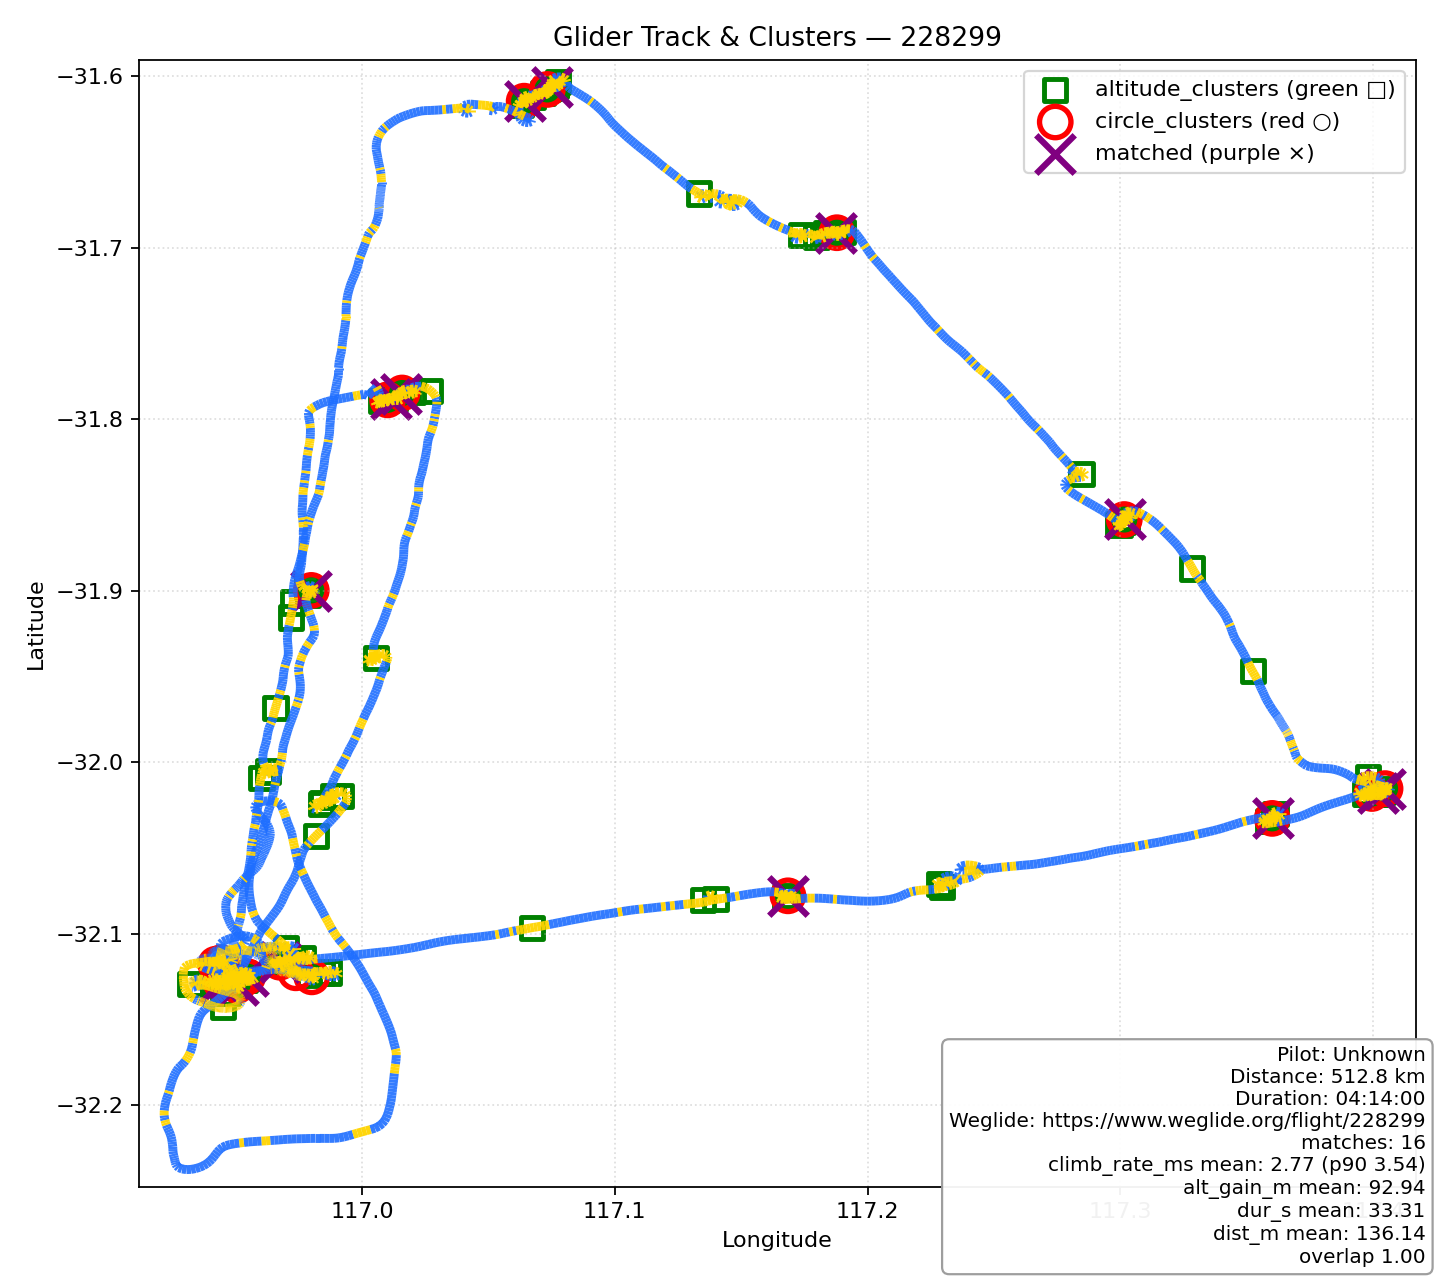 Glider Track & Clusters — 228299
altitude_clusters (green □)
circle_clusters (red ○)
matched (purple ×)
Latitude
−31.6
−31.7
−31.8
−31.9
−32.0
−32.1
−32.2
117.0
117.1
117.2
117.3
Longitude
Pilot: Unknown
Distance: 512.8 km
Duration: 04:14:00
Weglide: https://www.weglide.org/flight/228299
matches: 16
climb_rate_ms mean: 2.77 (p90 3.54)
alt_gain_m mean: 92.94
dur_s mean: 33.31
dist_m mean: 136.14
overlap 1.00